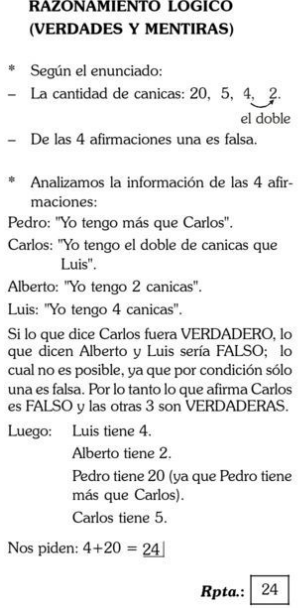 RAZONAMIENTO LÓGICO
(VERDADES Y MENTIRAS)
* Según el enunciado:
– La cantidad de canicas: 20, 5, 4, 2.
el doble
– De las 4 afirmaciones una es falsa.
* Analizamos la información de las 4 afir-
maciones:
Pedro: "Yo tengo más que Carlos".
Carlos: "Yo tengo el doble de canicas que
Luis".
Alberto: "Yo tengo 2 canicas".
Luis: "Yo tengo 4 canicas".
Si lo que dice Carlos fuera VERDADERO, lo
que dicen Alberto y Luis sería FALSO; lo
cual no es posible, ya que por condición sólo
una es falsa. Por lo tanto lo que afirma Carlos
es FALSO y las otras 3 son VERDADERAS.
Luego: Luis tiene 4.
Alberto tiene 2.
Pedro tiene 20 (ya que Pedro tiene
más que Carlos).
Carlos tiene 5.
Nos piden: 4+20 = 24
Rpta.: 24